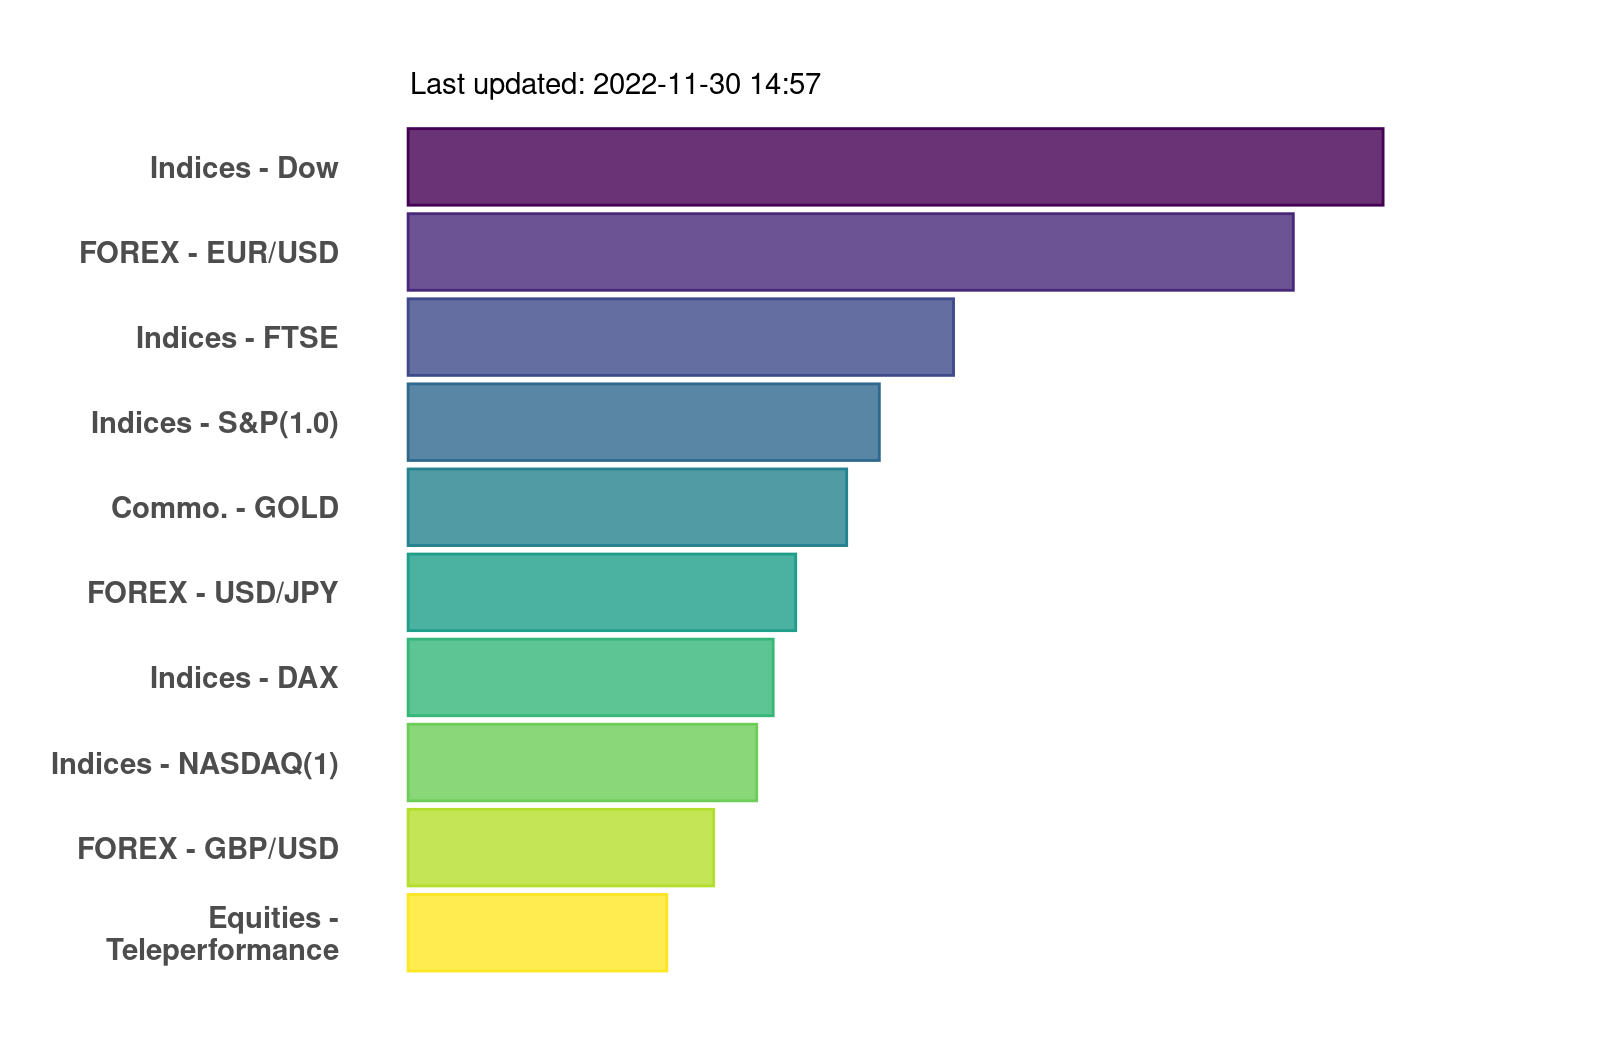 Last updated: 2022-11-30 14:57
Indices - Dow
FOREX - EUR/USD
Indices - FTSE
Indices - S&P(1.0)
Commo. - GOLD
FOREX - USD/JPY
Indices - DAX
Indices - NASDAQ(1)
FOREX - GBP/USD
Equities -
Teleperformance